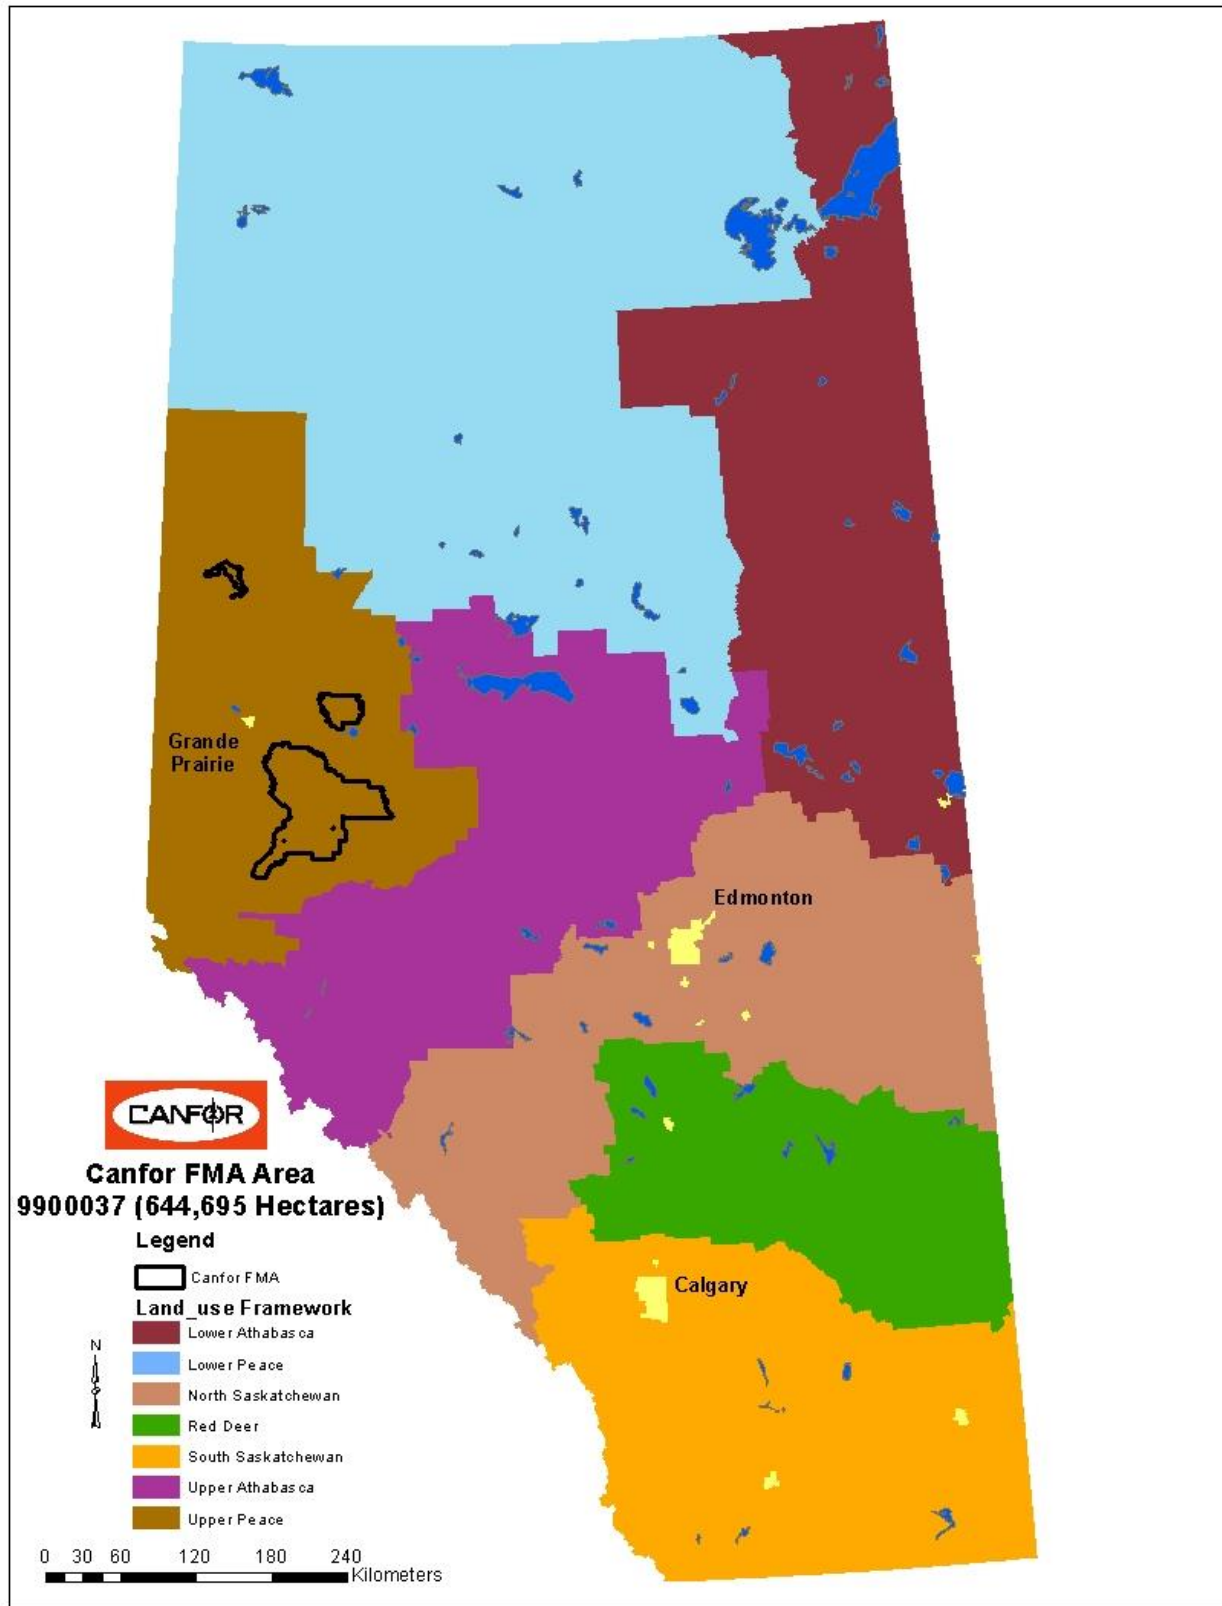 Grande
Prairie
Edmonton
CANFOR
Canfor FMA Area
9900037 (644,695 Hectares)
Legend
Canfor FMA
Calgary
Land_use Framework
Lower Athabasca
N
Lower Peace
North Saskatchewan
Red Deer
South Saskatchewan
Upper Athabasca
Upper Peace
0 30 60 120 180 240
Kilometers